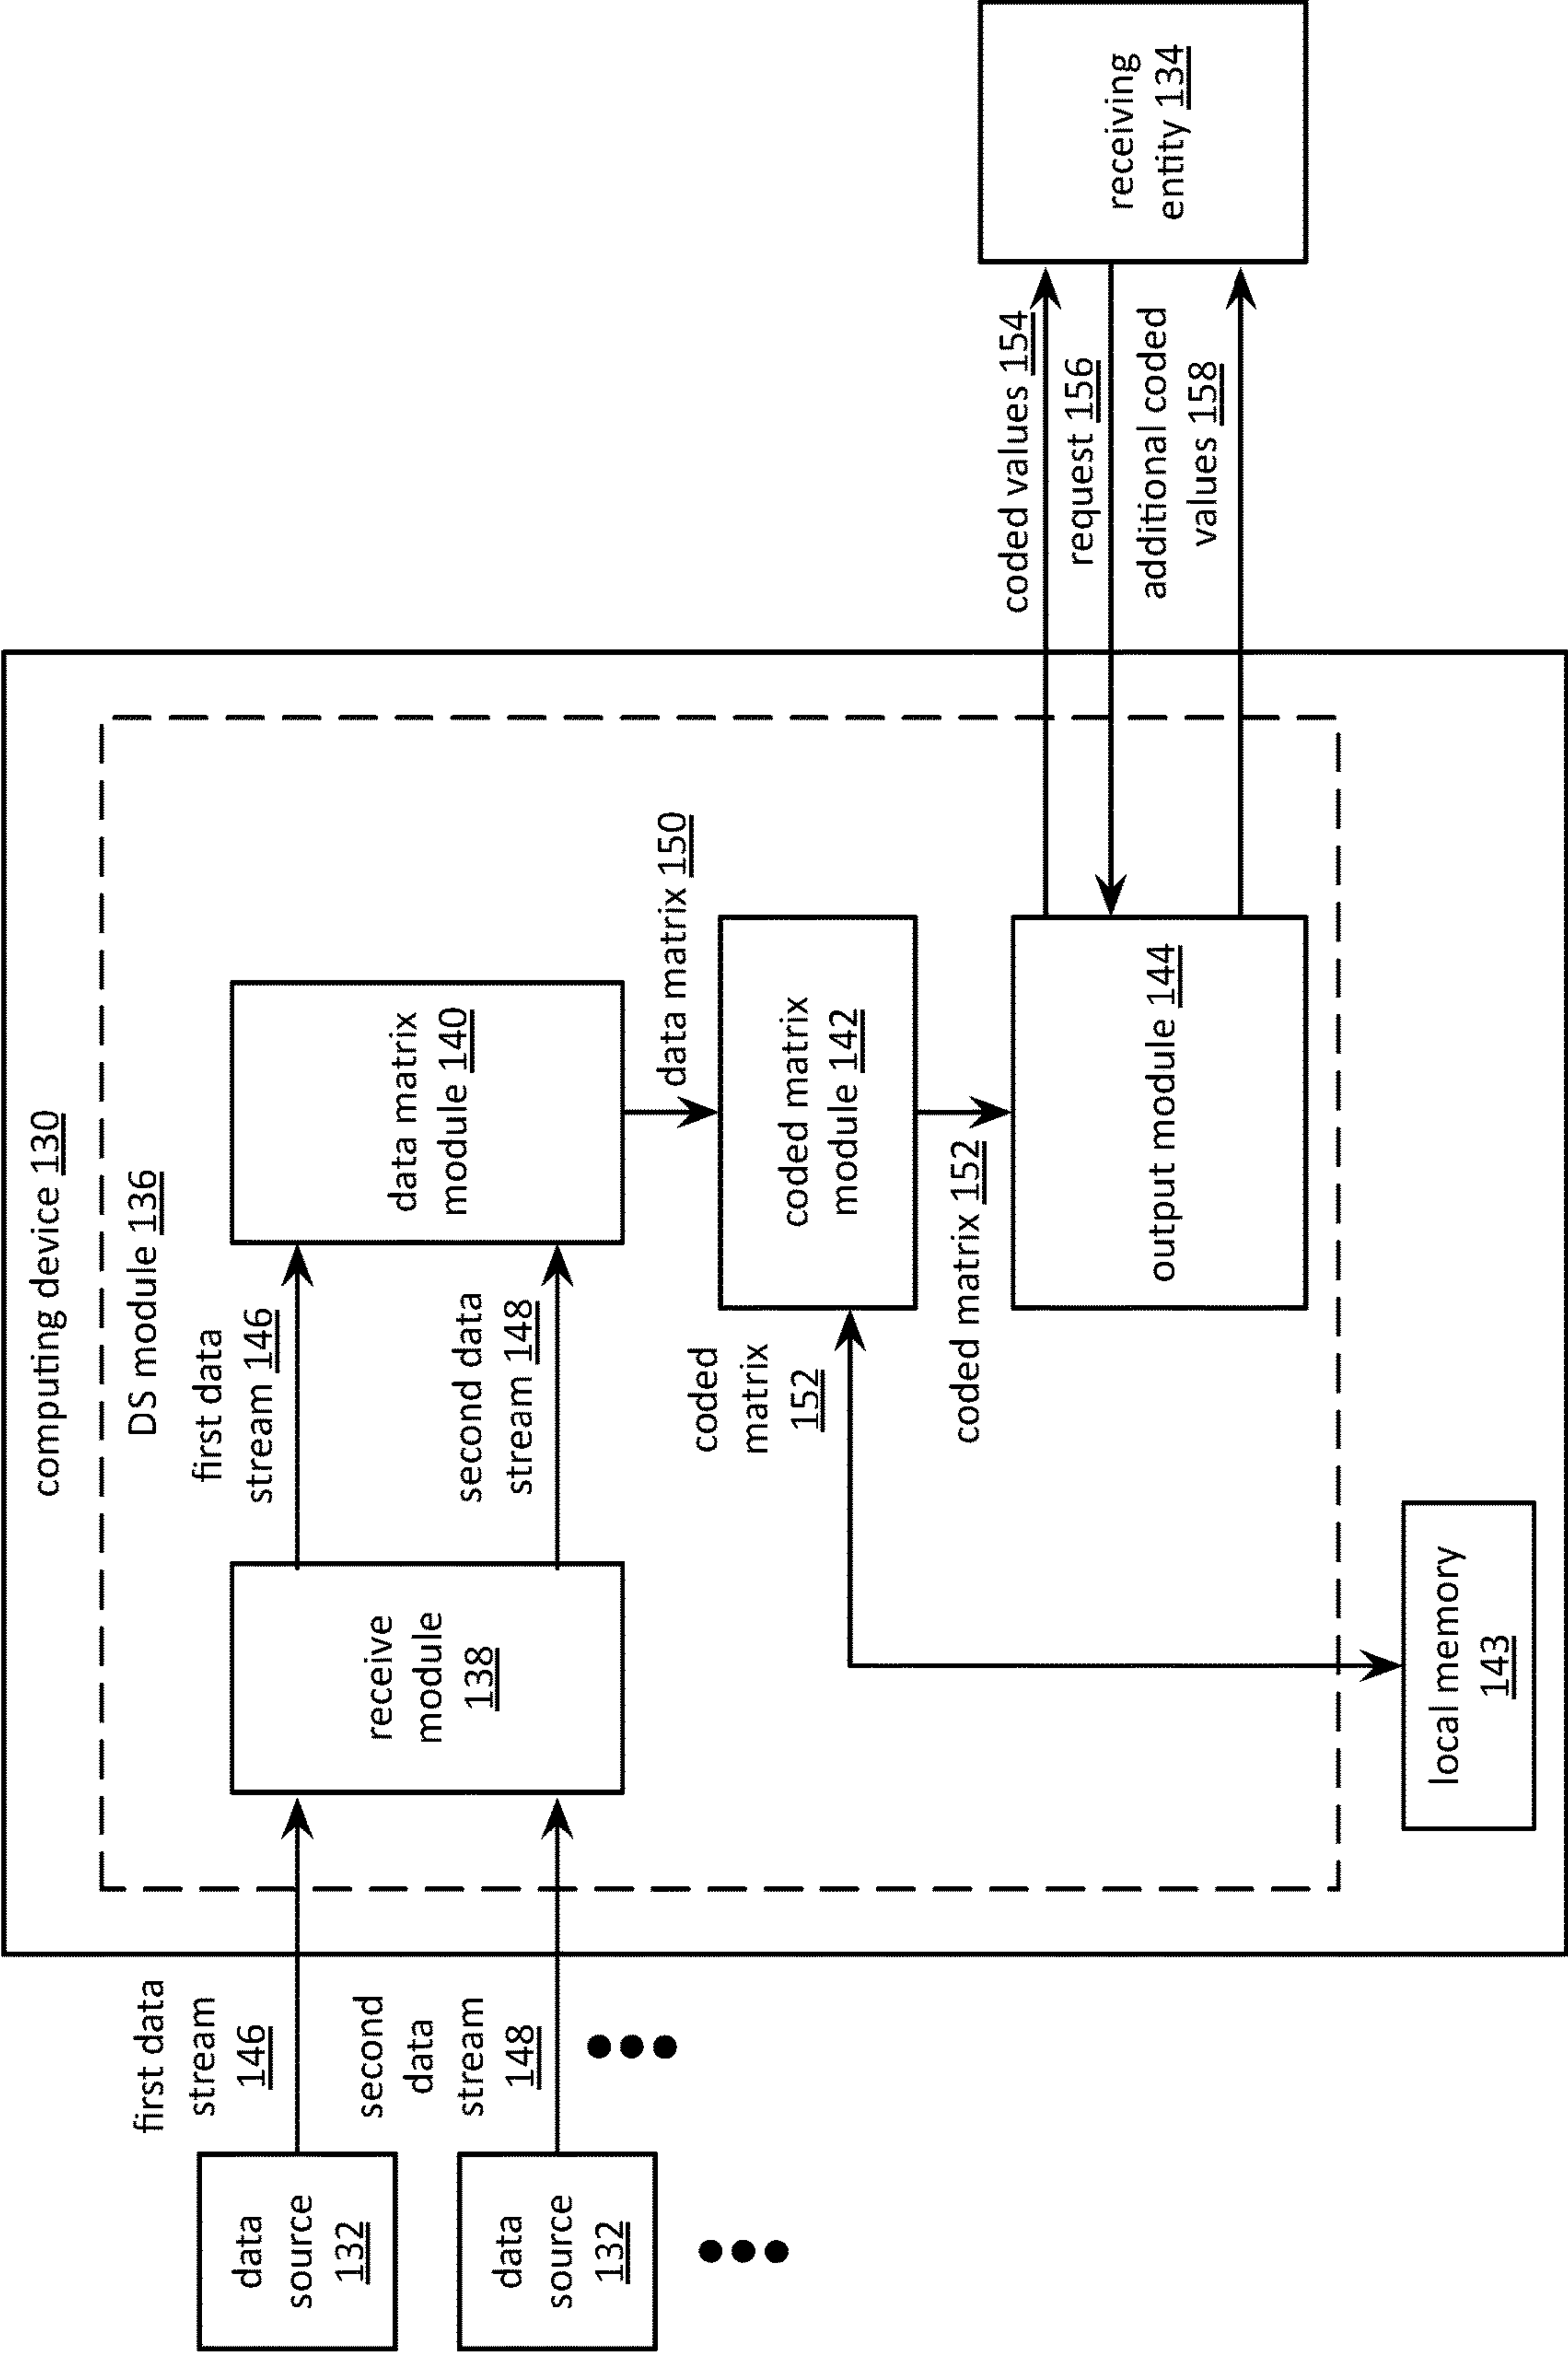 computing device 130
DS module 136
data
source
132
first data
stream
146
data
source
132
second
data
stream
148
receive
module
138
first data
stream 146
second data
stream 148
data matrix
module 140
data matrix 150
coded
matrix
152
coded matrix
module 142
coded matrix 152
output module 144
local memory
143
coded values 154
request 156
additional coded
values 158
receiving
entity 134